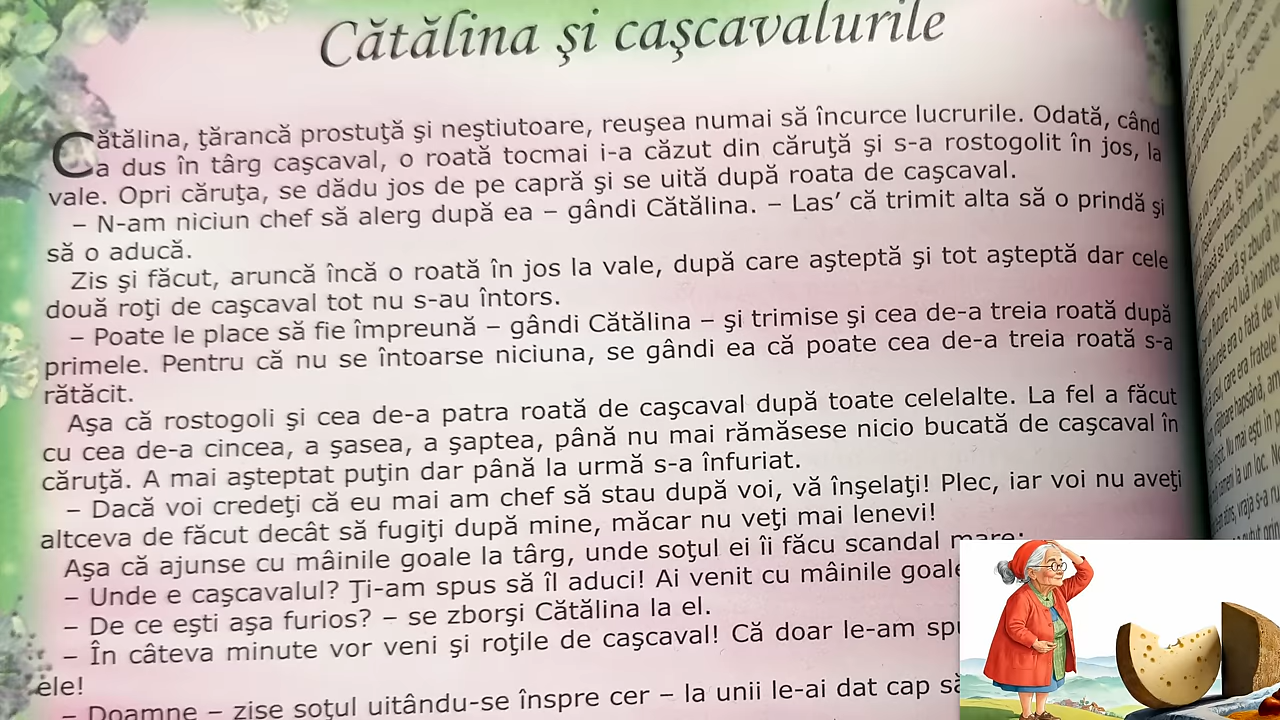 Cătălina şi caşcavalurile
Cătălina, ţărancă prostuţă şi neştiutoare, reuşea numai să încurce lucrurile. Odată, când
a dus în târg caşcaval, o roată tocmai i-a căzut din căruţă şi s-a rostogolit în jos, la
vale. Opri căruţa, se dădu jos de pe capră şi se uită după roata de caşcaval.
– N-am niciun chef să alerg după ea – gândi Cătălina. – Las’ că trimit alta să o prindă şi
să o aducă.
Zis şi făcut, aruncă încă o roată în jos la vale, după care aşteptă şi tot aşteptă dar cele
două roţi de caşcaval tot nu s-au întors.
– Poate le place să fie împreună – gândi Cătălina – şi trimise şi cea de-a treia roată după
primele. Pentru că nu se întoarse niciuna, se gândi ea că poate cea de-a treia roată s-a
rătăcit.
Aşa că rostogoli şi cea de-a patra roată de caşcaval după toate celelalte. La fel a făcut
cu cea de-a cincea, a şasea, a şaptea, până nu mai rămăsese nicio bucată de caşcaval în
căruţă. A mai aşteptat puţin dar până la urmă s-a înfuriat.
– Dacă voi credeţi că eu mai am chef să stau după voi, vă înşelaţi! Plec, iar voi nu aveţi
altceva de făcut decât să fugiţi după mine, măcar nu veţi mai lenevi!
Aşa că ajunse cu mâinile goale la târg, unde soţul ei îi făcu scandal mare:
– Unde e caşcavalul? Ţi-am spus să îl aduci! Ai venit cu mâinile goale
– De ce eşti aşa furios? – se zborşi Cătălina la el.
– În câteva minute vor veni şi roţile de caşcaval! Că doar le-am
ele!
– Doamne – zise soţul uitându-se înspre cer – la unii le-ai dat cap